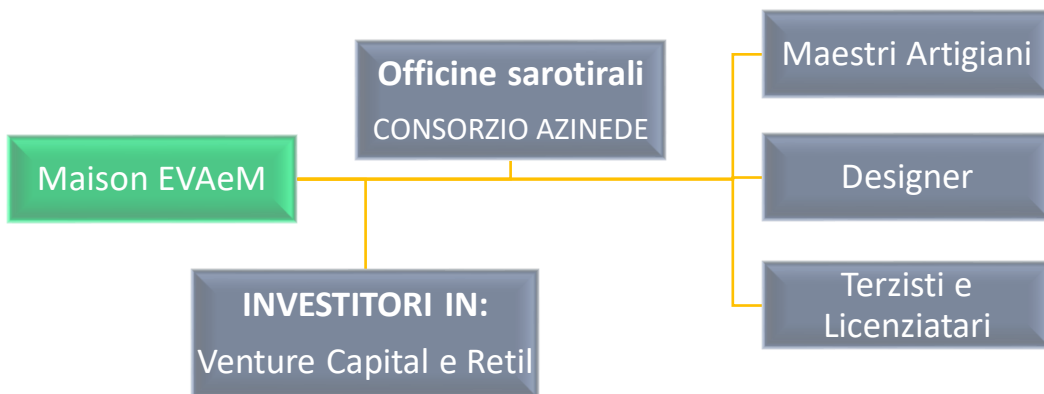 Maison EVAeM
Officine sarotirali
CONSORZIO AZINEDE
INVESTITORI IN:
Venture Capital e Retil
Maestri Artigiani
Designer
Terzisti e
Licenziatari